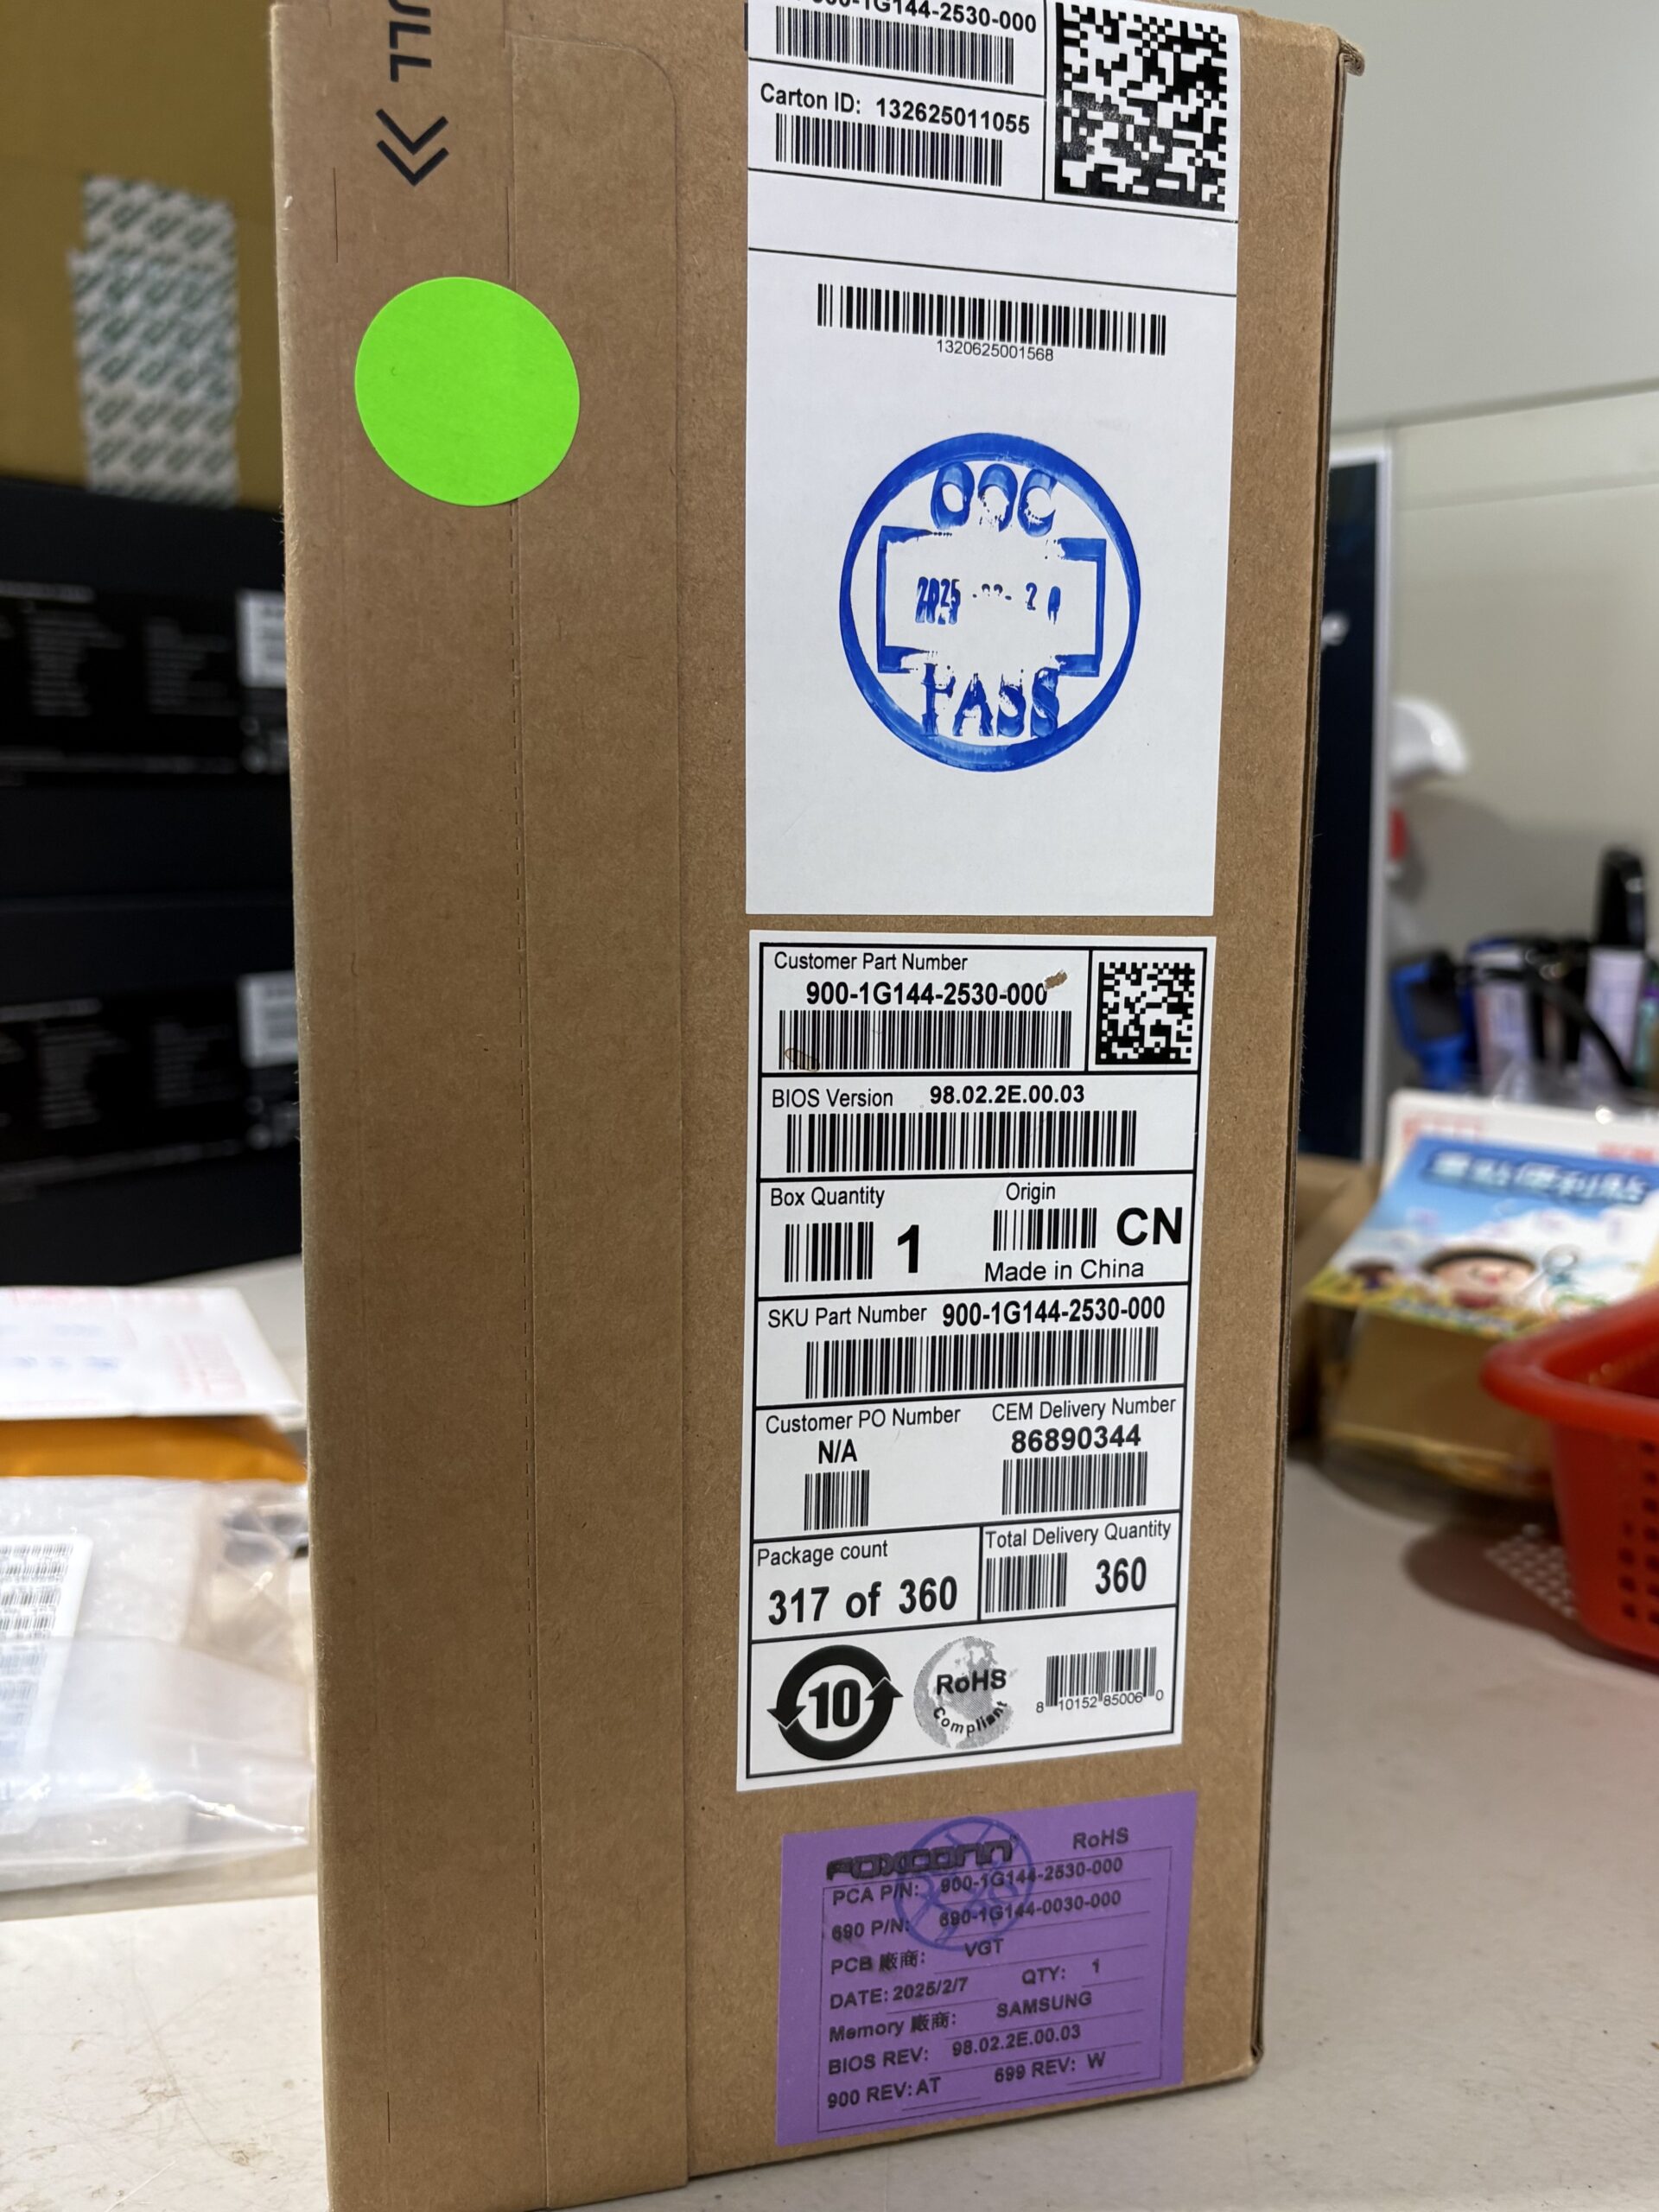 ULL
900-1G144-2530-000
Carton ID: 132625011055
1320625001568
OQC
2025
PASS
Customer Part Number
900-1G144-2530-000
BIOS Version 98.02.2E.00.03
Box Quantity
1
Origin
CN
Made in China
SKU Part Number 900-1G144-2530-000
Customer PO Number
N/A
CEM Delivery Number
86890344
Package count
317 of 360
Total Delivery Quantity
360
10
RoHS
Compliant
8 10152 85006 0
FOXCONN RoHS
PCA P/N: 900-1G144-2530-000
690 P/N: 690-1G144-0030-000
PCB 廠商: VGT
DATE: 2025/2/7 QTY: 1
Memory 廠商: SAMSUNG
BIOS REV: 98.02.2E.00.03
900 REV: AT 699 REV: W